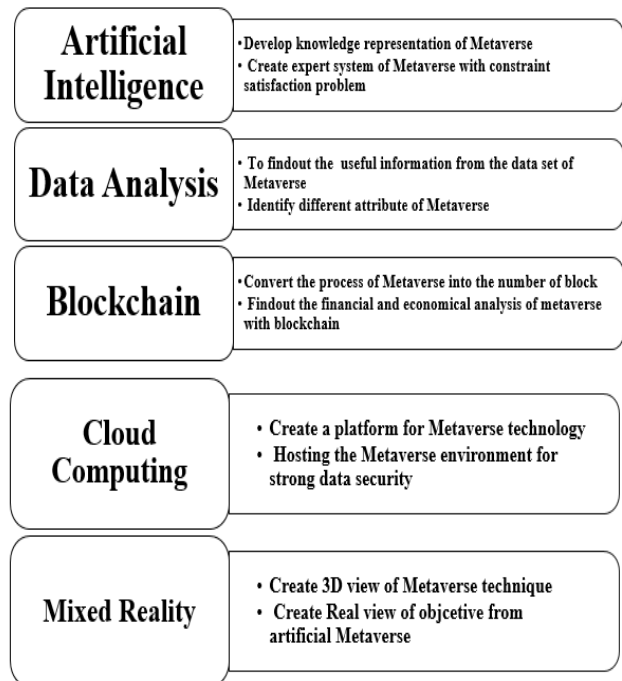 Artificial
Intelligence
•Develop knowledge representation of Metaverse
• Create expert system of Metaverse with constraint
satisfaction problem
Data Analysis
• To findout the useful information from the data set of
Metaverse
• Identify different attribute of Metaverse
Blockchain
•Convert the process of Metaverse into the number of block
• Findout the financial and economical analysis of metaverse
with blockchain
Cloud
Computing
• Create a platform for Metaverse technology
• Hosting the Metaverse environment for
strong data security
Mixed Reality
• Create 3D view of Metaverse technique
• Create Real view of objcetive from
artificial Metaverse